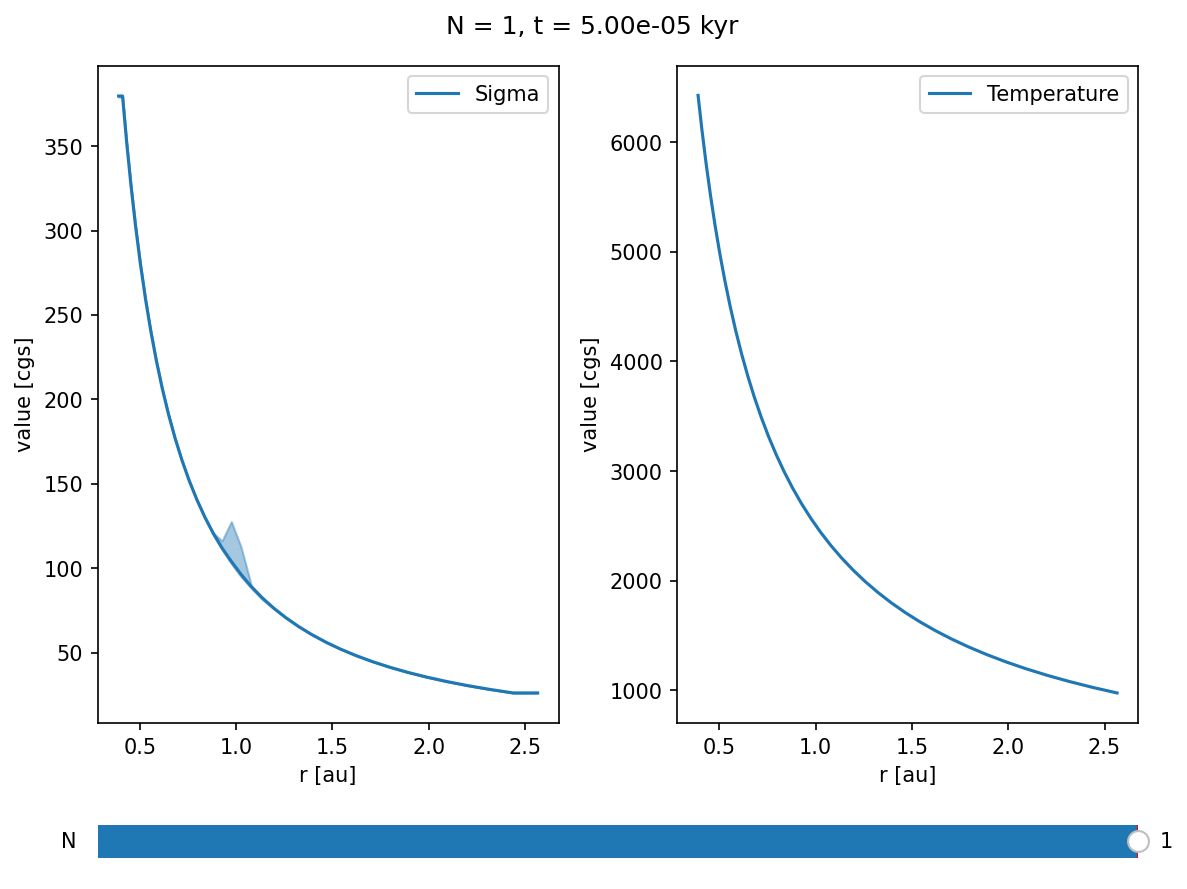 N = 1, t = 5.00e-05 kyr
Sigma
350
300
250
200
150
100
50
value [cgs]
0.5 1.0 1.5 2.0 2.5
r [au]
Temperature
6000
5000
4000
3000
2000
1000
value [cgs]
0.5 1.0 1.5 2.0 2.5
r [au]
N 1